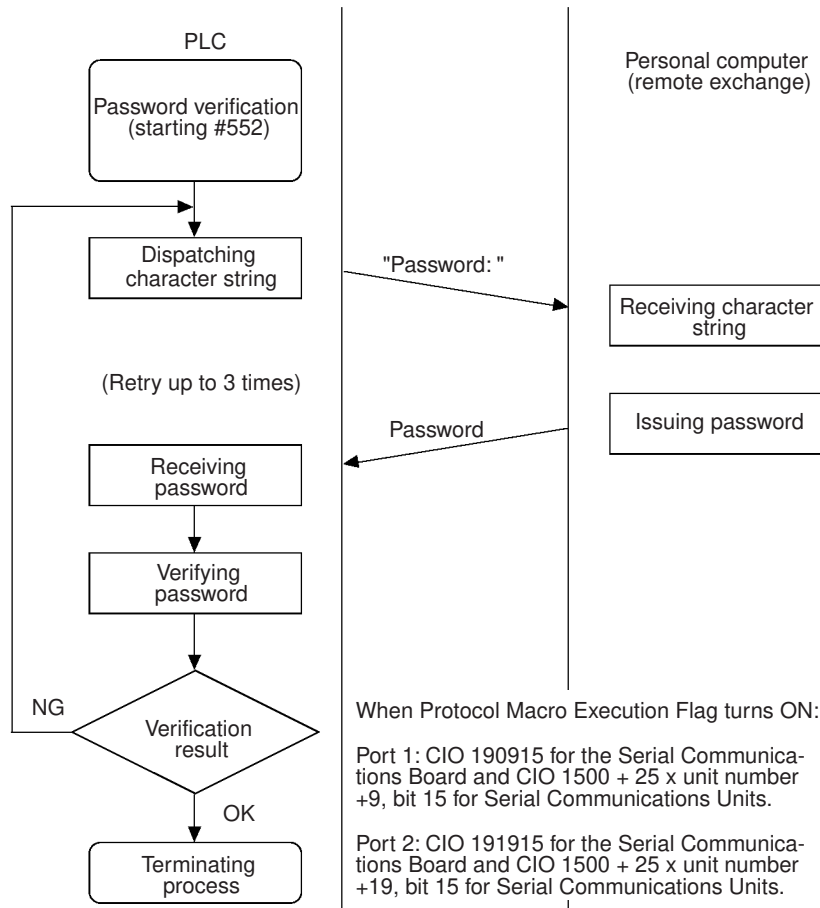 PLC
Personal computer
(remote exchange)
Password verification
(starting #552)
Dispatching
character string
"Password: "
Receiving character
string
(Retry up to 3 times)
Issuing password
Password
Receiving
password
Verifying
password
NG
Verification
result
OK
Terminating
process
When Protocol Macro Execution Flag turns ON:
Port 1: CIO 190915 for the Serial Communica-
tions Board and CIO 1500 + 25 x unit number
+9, bit 15 for Serial Communications Units.
Port 2: CIO 191915 for the Serial Communica-
tions Board and CIO 1500 + 25 x unit number
+19, bit 15 for Serial Communications Units.